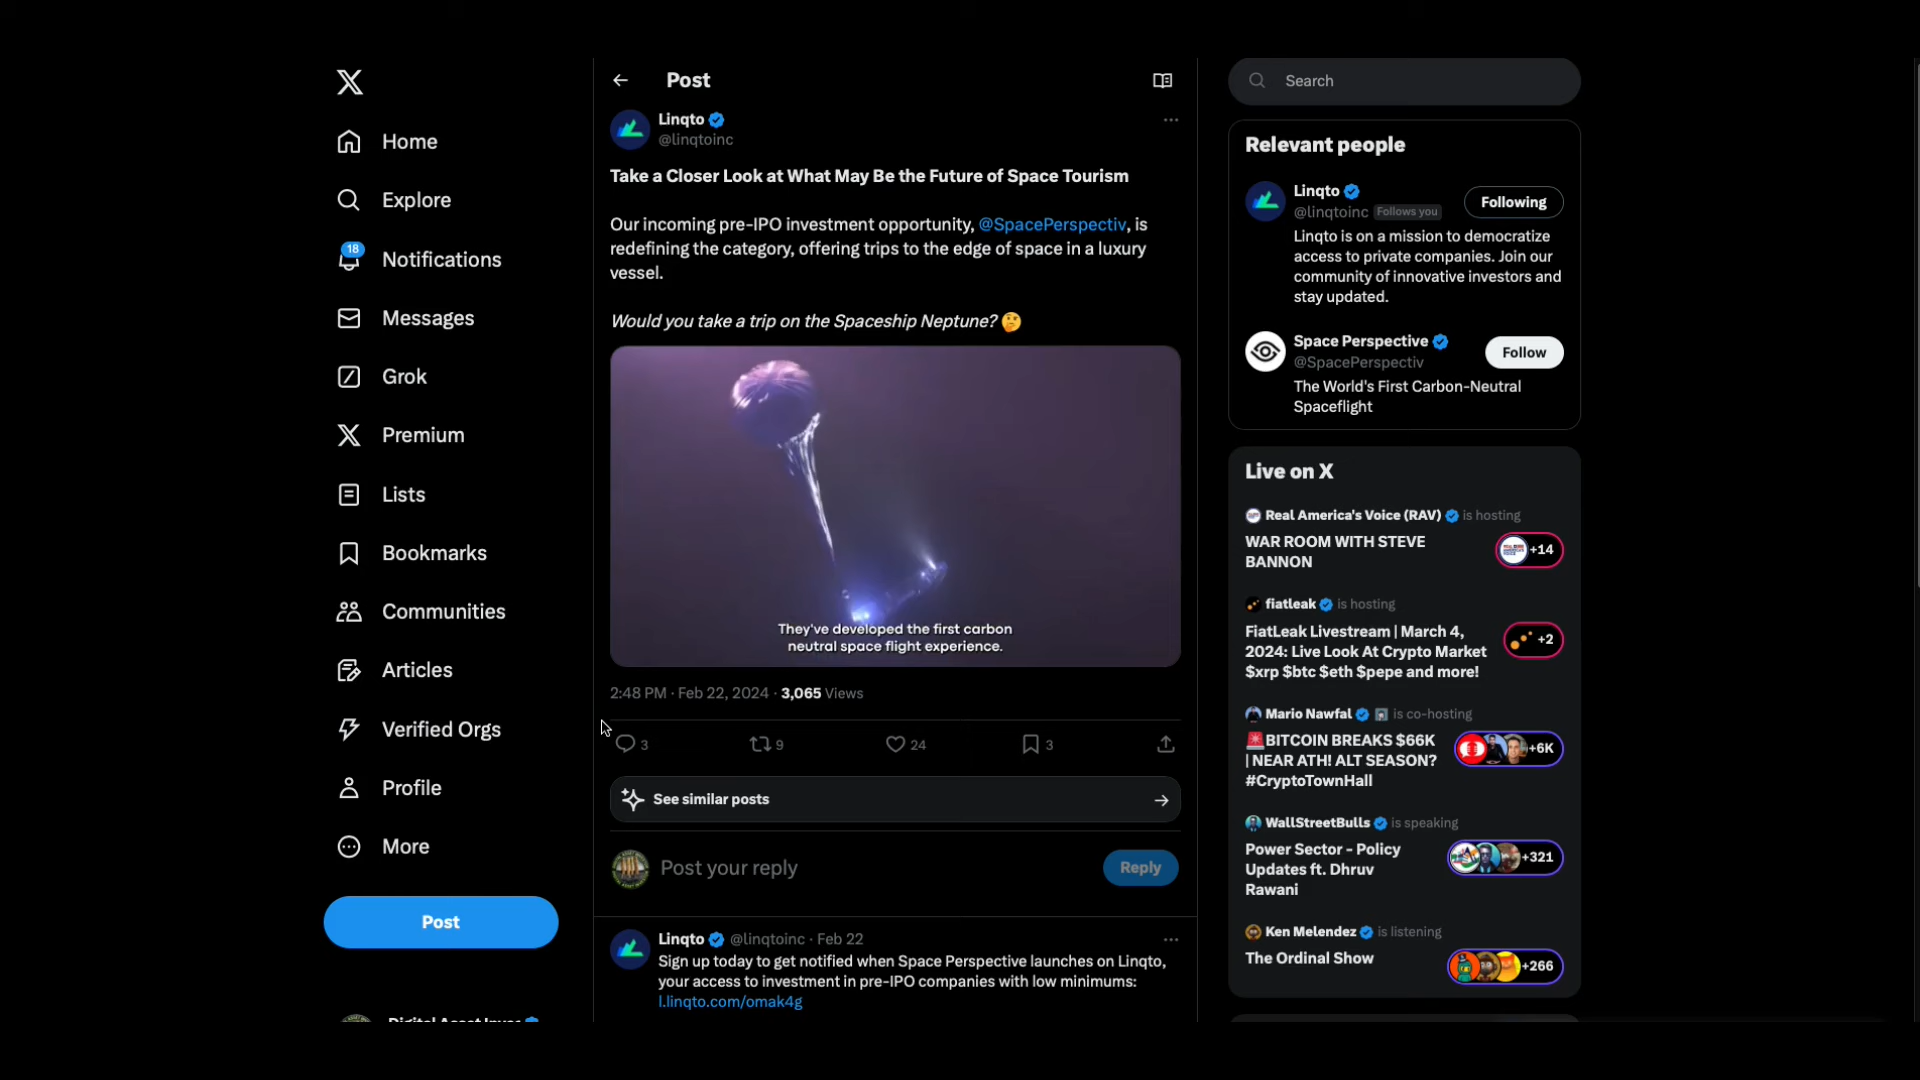 Home
Explore
18
Notifications
Messages
Grok
Premium
Lists
Bookmarks
Communities
Articles
Verified Orgs
Profile
More
Post
Post
Linqto
@linqtoinc
Take a Closer Look at What May Be the Future of Space Tourism
Our incoming pre-IPO investment opportunity, @SpacePerspectiv, is
redefining the category, offering trips to the edge of space in a luxury
vessel.
Would you take a trip on the Spaceship Neptune? 🤔
They've developed the first carbon
neutral space flight experience.
2:48 PM · Feb 22, 2024 · 3,065 Views
3 9 24 3
See similar posts
Post your reply
Reply
Linqto @linqtoinc · Feb 22
Sign up today to get notified when Space Perspective launches on Linqto,
your access to investment in pre-IPO companies with low minimums:
l.linqto.com/omak4g
Search
Relevant people
Linqto
@linqtoinc Follows you
Following
Linqto is on a mission to democratize
access to private companies. Join our
community of innovative investors and
stay updated.
Space Perspective
@SpacePerspectiv
Follow
The World's First Carbon-Neutral
Spaceflight
Live on X
Real America's Voice (RAV) is hosting
WAR ROOM WITH STEVE
BANNON
+14
fiatleak is hosting
FiatLeak Livestream | March 4,
2024: Live Look At Crypto Market
$xrp $btc $eth $pepe and more!
+2
Mario Nawfal is co-hosting
🚨BITCOIN BREAKS $66K
| NEAR ATH! ALT SEASON?
#CryptoTownHall
+6K
WallStreetBulls is speaking
Power Sector - Policy
Updates ft. Dhruv
Rawani
+321
Ken Melendez is listening
The Ordinal Show
+266